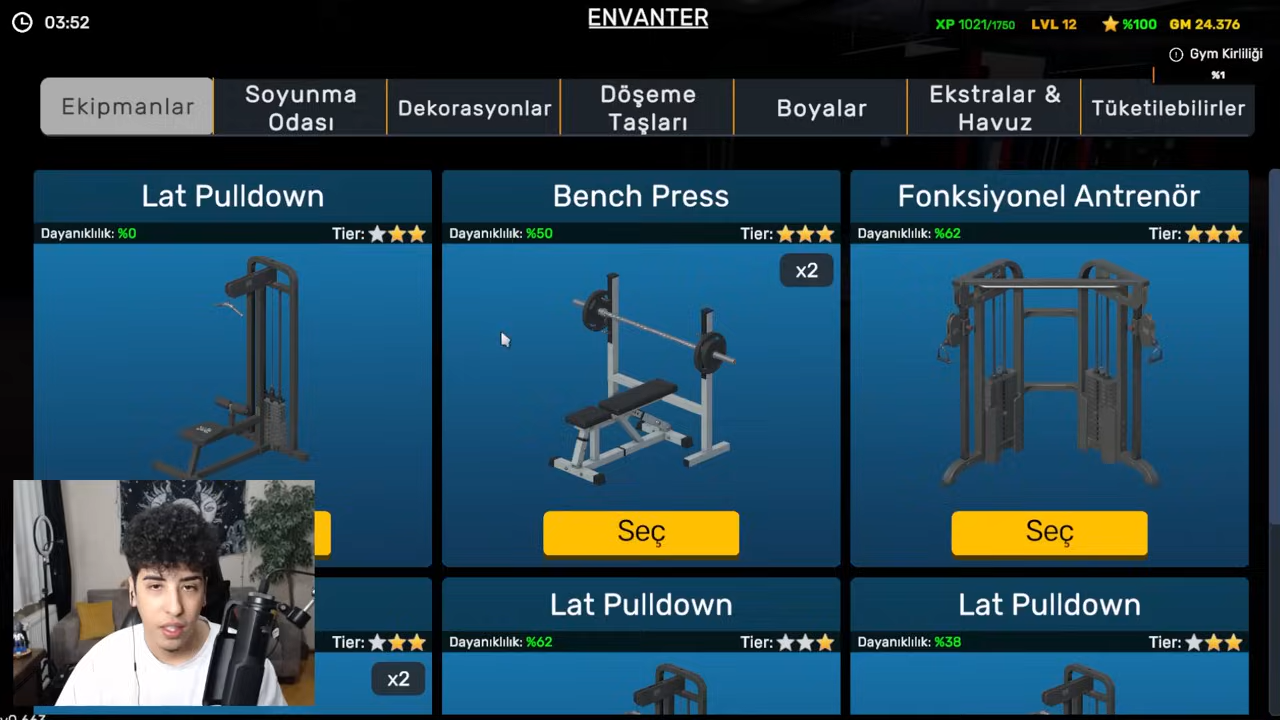 03:52
ENVANTER
XP 1021/1750 LVL 12 %100 GM 24.376
Gym Kirliliği
%1
Ekipmanlar
Soyunma
Odası
Dekorasyonlar
Döşeme
Taşları
Boyalar
Ekstralar &
Havuz
Tüketilebilirler
Lat Pulldown
Dayanıklılık: %0 Tier:
Bench Press
Dayanıklılık: %50 Tier:
x2
Seç
Fonksiyonel Antrenör
Dayanıklılık: %62 Tier:
Seç
Tier:
x2
Lat Pulldown
Dayanıklılık: %62 Tier:
Lat Pulldown
Dayanıklılık: %38 Tier: